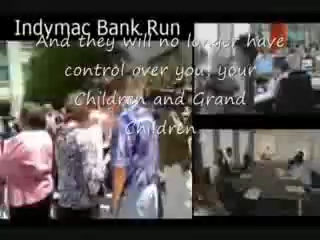 Indymac Bank Run
And they will no longer have
control over you, your
Children and Grand
Children